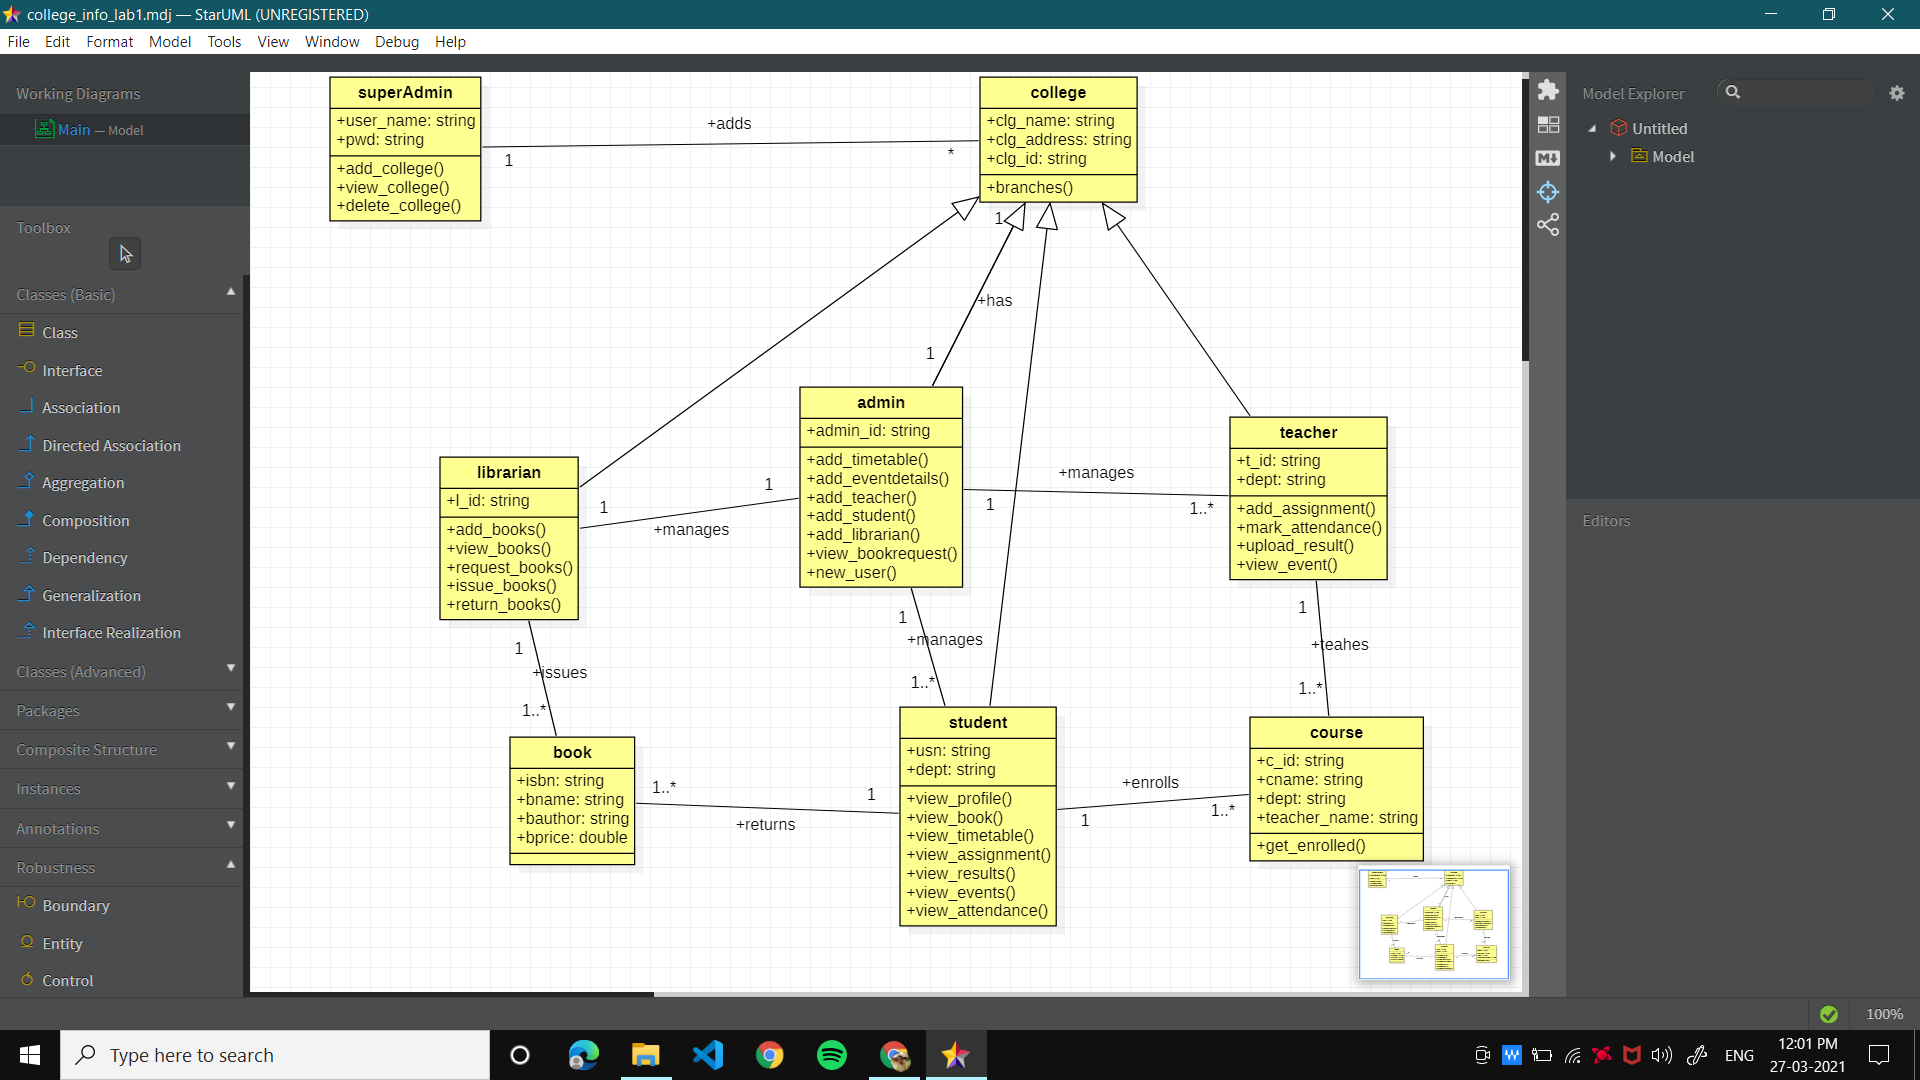 college_info_lab1.mdj — StarUML (UNREGISTERED)
File Edit Format Model Tools View Window Debug Help
Working Diagrams
Main — Model
Toolbox
Classes (Basic)
Class
Interface
Association
Directed Association
Aggregation
Composition
Dependency
Generalization
Interface Realization
Classes (Advanced)
Packages
Composite Structure
Instances
Annotations
Robustness
Boundary
Entity
Control
superAdmin
+user_name: string
+pwd: string
+add_college()
+view_college()
+delete_college()
+adds
1
*
college
+clg_name: string
+clg_address: string
+clg_id: string
+branches()
1
+has
1
admin
+admin_id: string
+add_timetable()
+add_eventdetails()
+add_teacher()
+add_student()
+add_librarian()
+view_bookrequest()
+new_user()
librarian
+l_id: string
+add_books()
+view_books()
+request_books()
+issue_books()
+return_books()
1
+manages
1
+manages
1
1..*
teacher
+t_id: string
+dept: string
+add_assignment()
+mark_attendance()
+upload_result()
+view_event()
1
+issues
1..*
1
+manages
1..*
1
+teahes
1..*
book
+isbn: string
+bname: string
+bauthor: string
+bprice: double
1..*
1
+returns
student
+usn: string
+dept: string
+view_profile()
+view_book()
+view_timetable()
+view_assignment()
+view_results()
+view_events()
+view_attendance()
+enrolls
1
1..*
course
+c_id: string
+cname: string
+dept: string
+teacher_name: string
+get_enrolled()
Model Explorer
Untitled
Model
Editors
100%
Type here to search
ENG
12:01 PM
27-03-2021